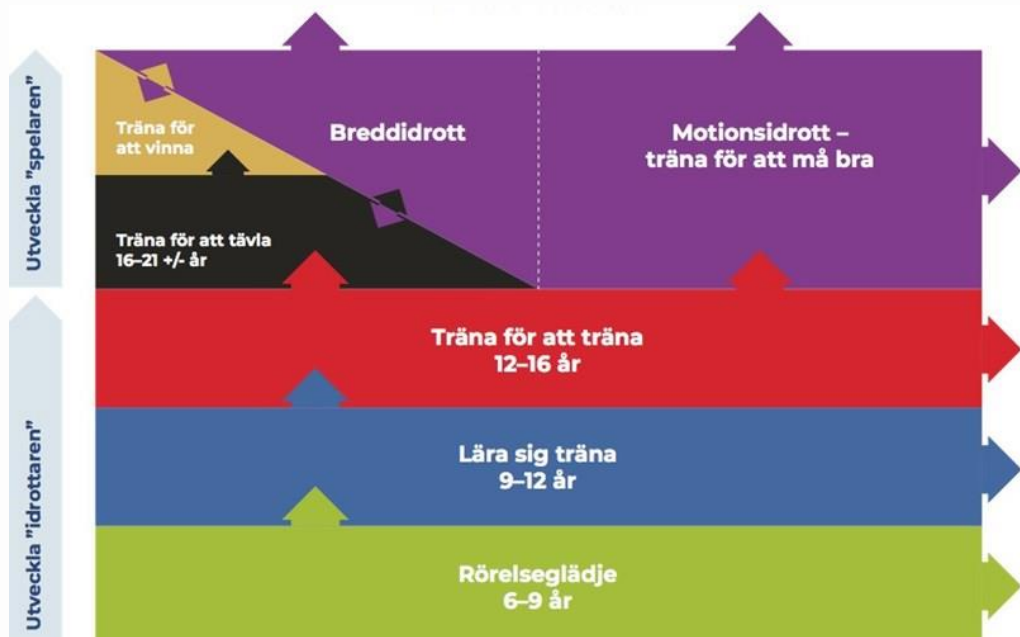 Utveckla ”spelaren”
Träna för
att vinna
Breddidrott
Motionsidrott –
träna för att må bra
Träna för att tävla
16–21 +/- år
Utveckla ”idrottaren”
Träna för att träna
12–16 år
Lära sig träna
9–12 år
Rörelseglädje
6–9 år